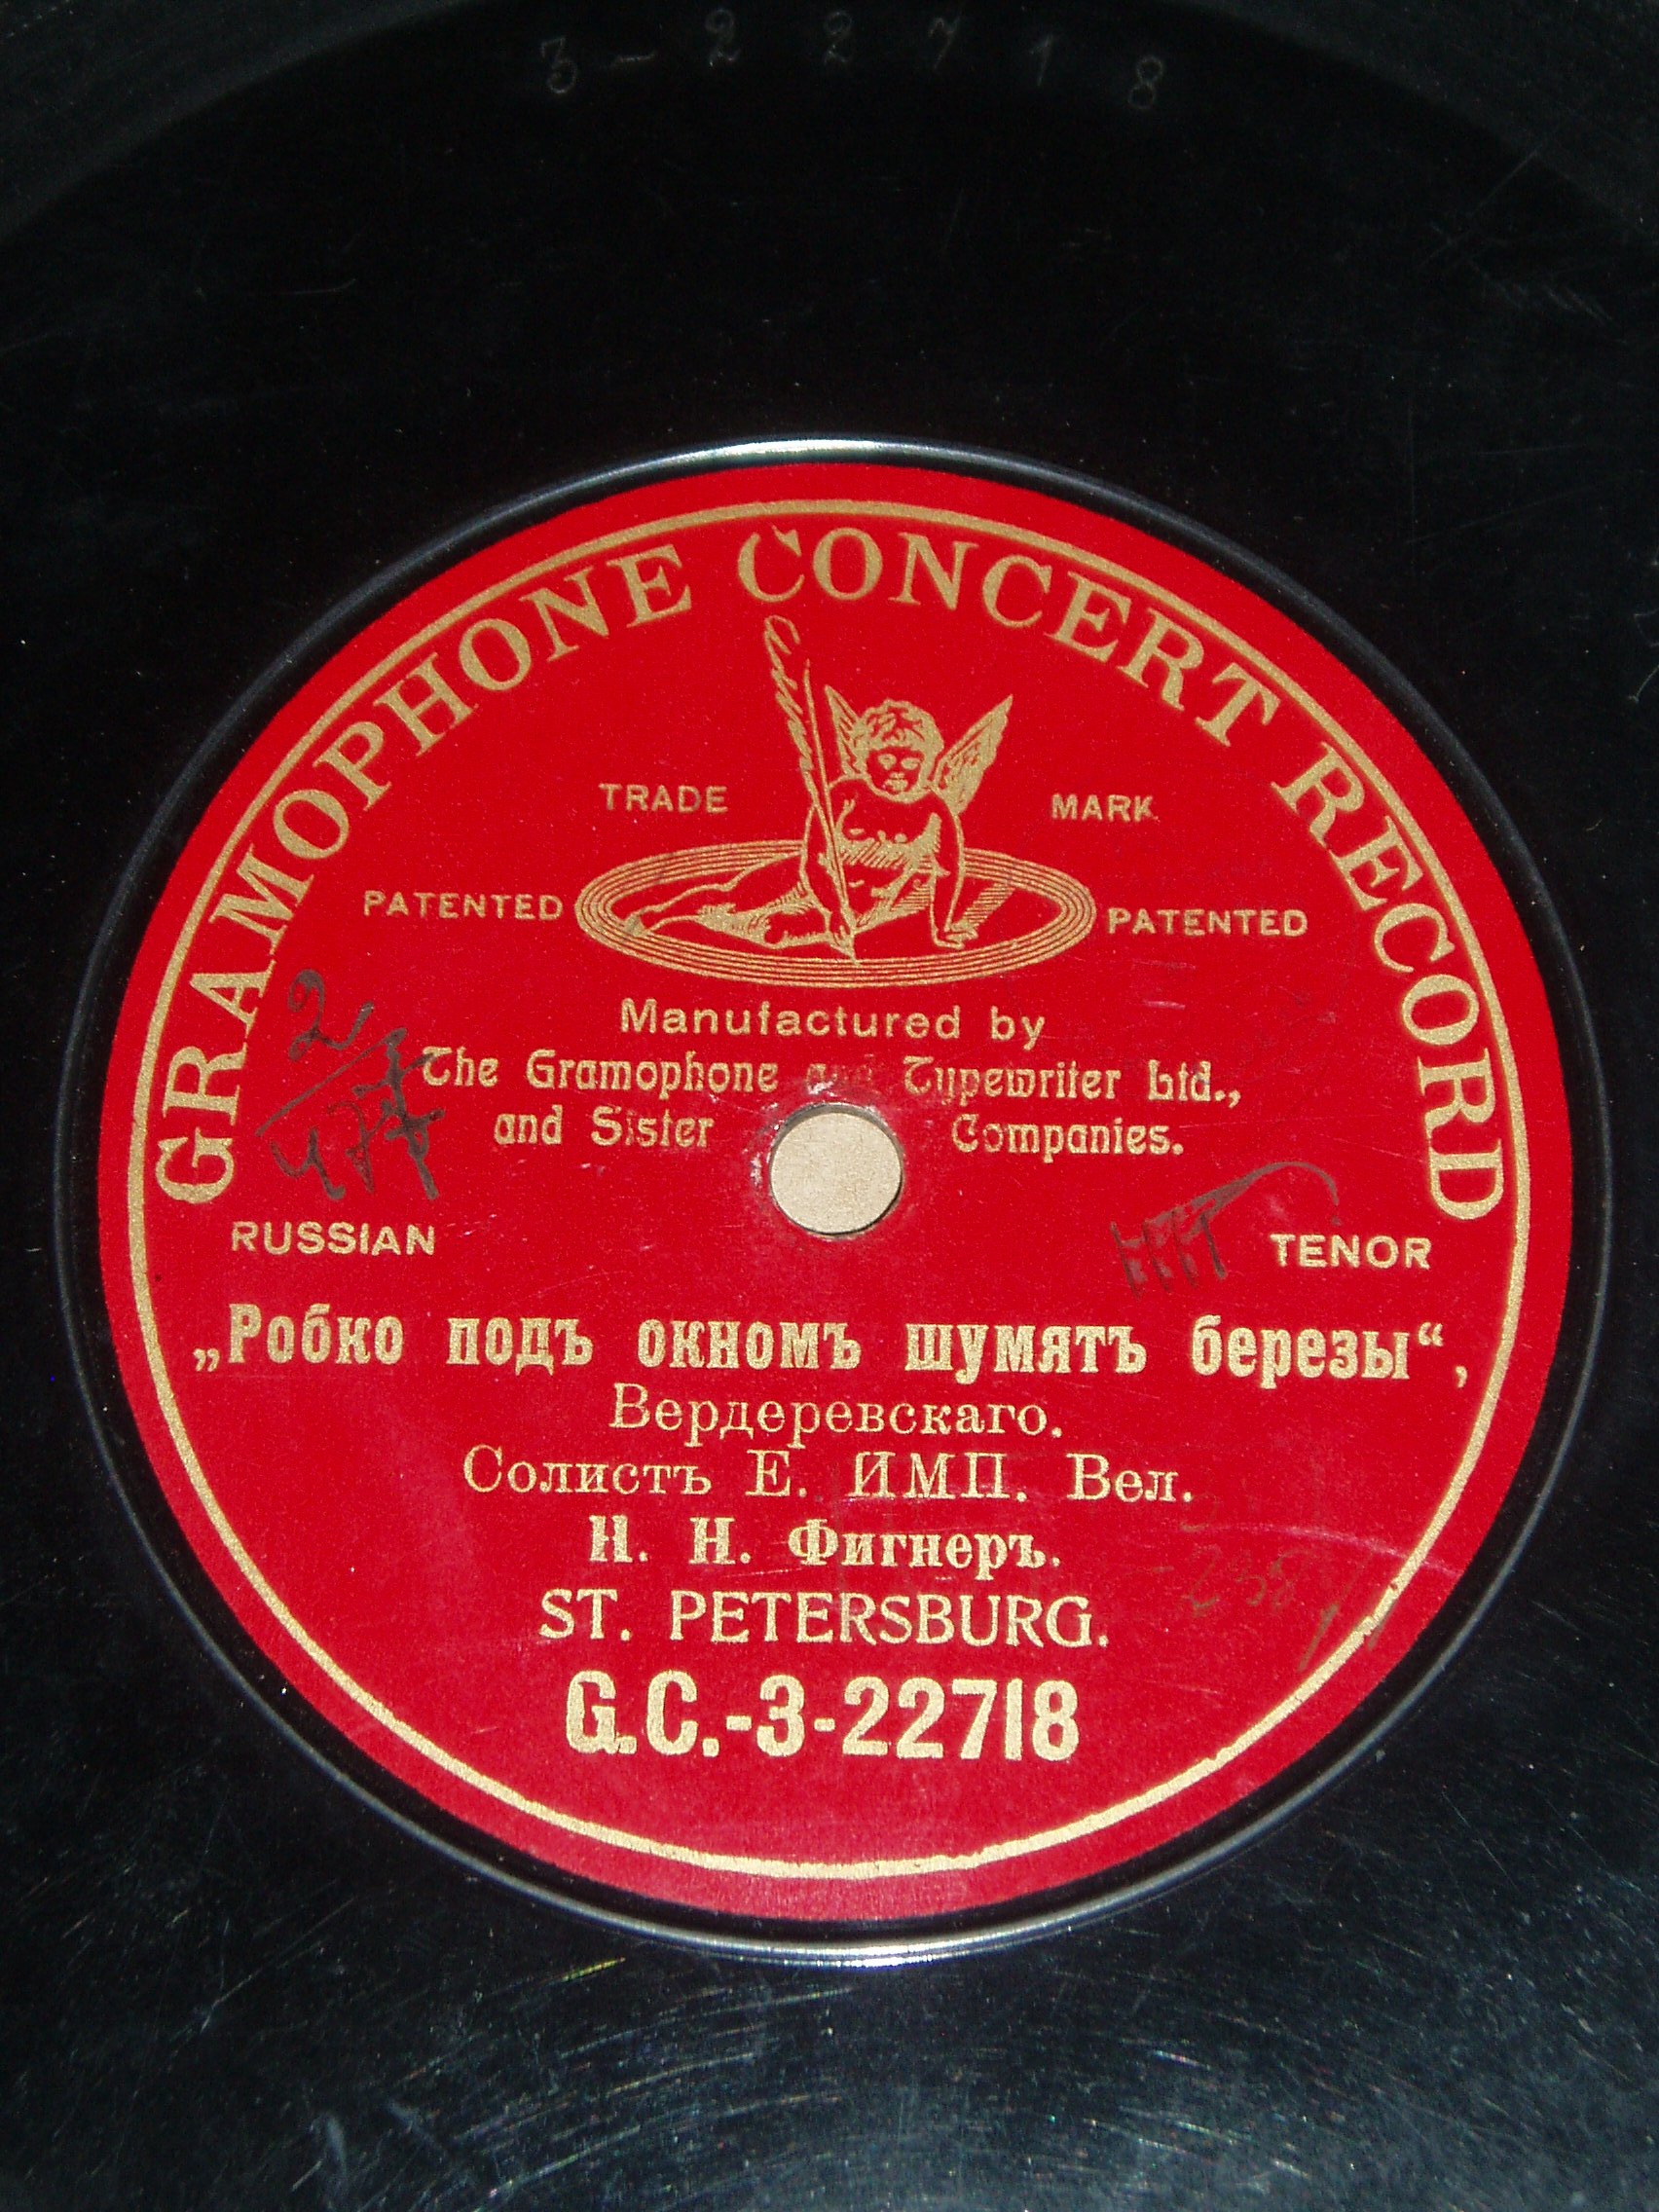 3-22718
GRAMOPHONE CONCERT RECORD
TRADE MARK
PATENTED PATENTED
Manufactured by
The Gramophone and Typewriter Ltd.,
and Sister Companies.
RUSSIAN TENOR
„Робко подъ окномъ шумятъ березы“,
Вердеревскаго.
Солистъ Е. ИМП. Вел.
Н. Н. Фигнеръ.
ST. PETERSBURG.
G.C.-3-22718